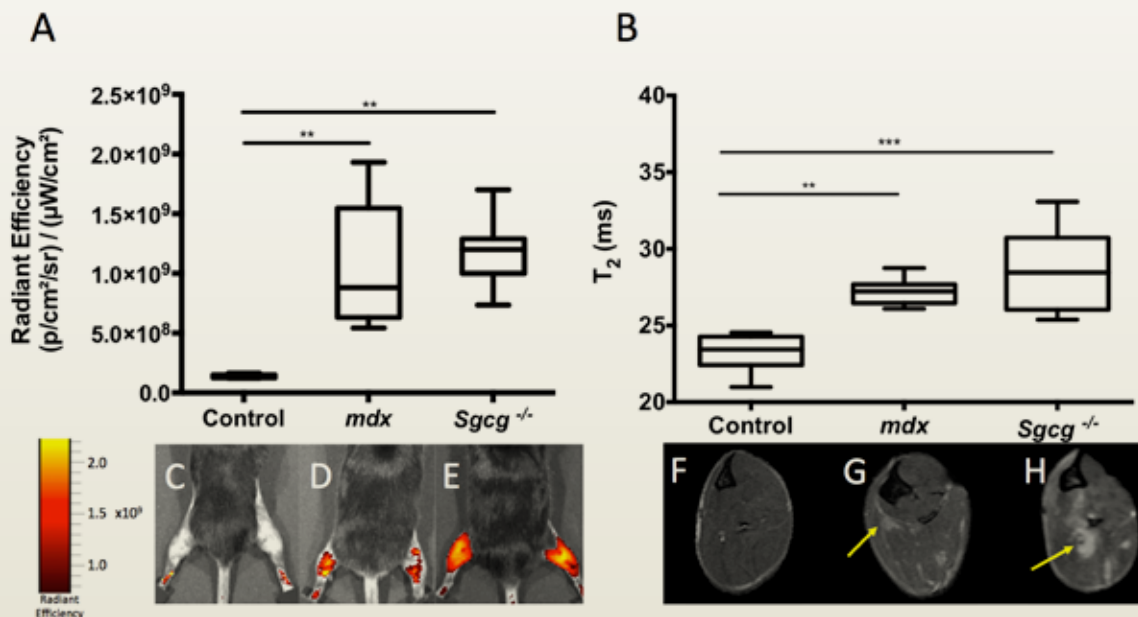 A
Radiant Efficiency
(p/cm²/sr) / (µW/cm²)
2.5×10⁹
2.0×10⁹
1.5×10⁹
1.0×10⁹
5.0×10⁸
0.0
**
**
Control
mdx
Sgcg -/-
B
T₂ (ms)
40
35
30
25
20
***
**
Control
mdx
Sgcg -/-
2.0
1.5
1.0
x10⁹
Radiant
Efficiency
C
D
E
F
G
H